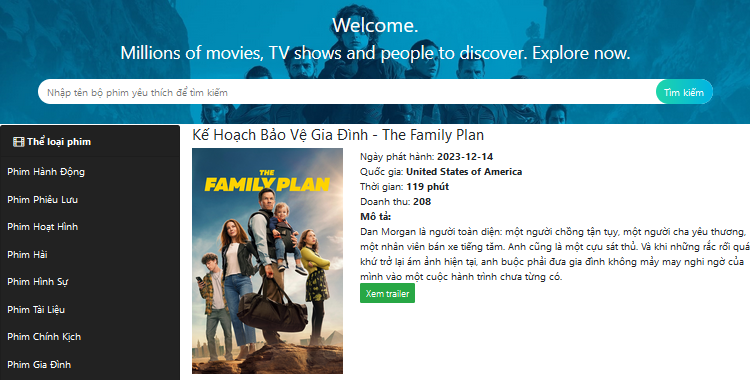 Welcome.
Millions of movies, TV shows and people to discover. Explore now.
Nhập tên bộ phim yêu thích để tìm kiếm
Tìm kiếm
Thể loại phim
Phim Hành Động
Phim Phiêu Lưu
Phim Hoạt Hình
Phim Hài
Phim Hình Sự
Phim Tài Liệu
Phim Chính Kịch
Phim Gia Đình
Kế Hoạch Bảo Vệ Gia Đình - The Family Plan
THE
FAMILY PLAN
Ngày phát hành: 2023-12-14
Quốc gia: United States of America
Thời gian: 119 phút
Doanh thu: 208
Mô tả:
Dan Morgan là người toàn diện: một người chồng tận tụy, một người cha yêu thương,
một nhân viên bán xe tiếng tăm. Anh cũng là một cựu sát thủ. Và khi những rắc rối quá
khứ trở lại ám ảnh hiện tại, anh buộc phải đưa gia đình không mảy may nghi ngờ của
mình vào một cuộc hành trình chưa từng có.
Xem trailer